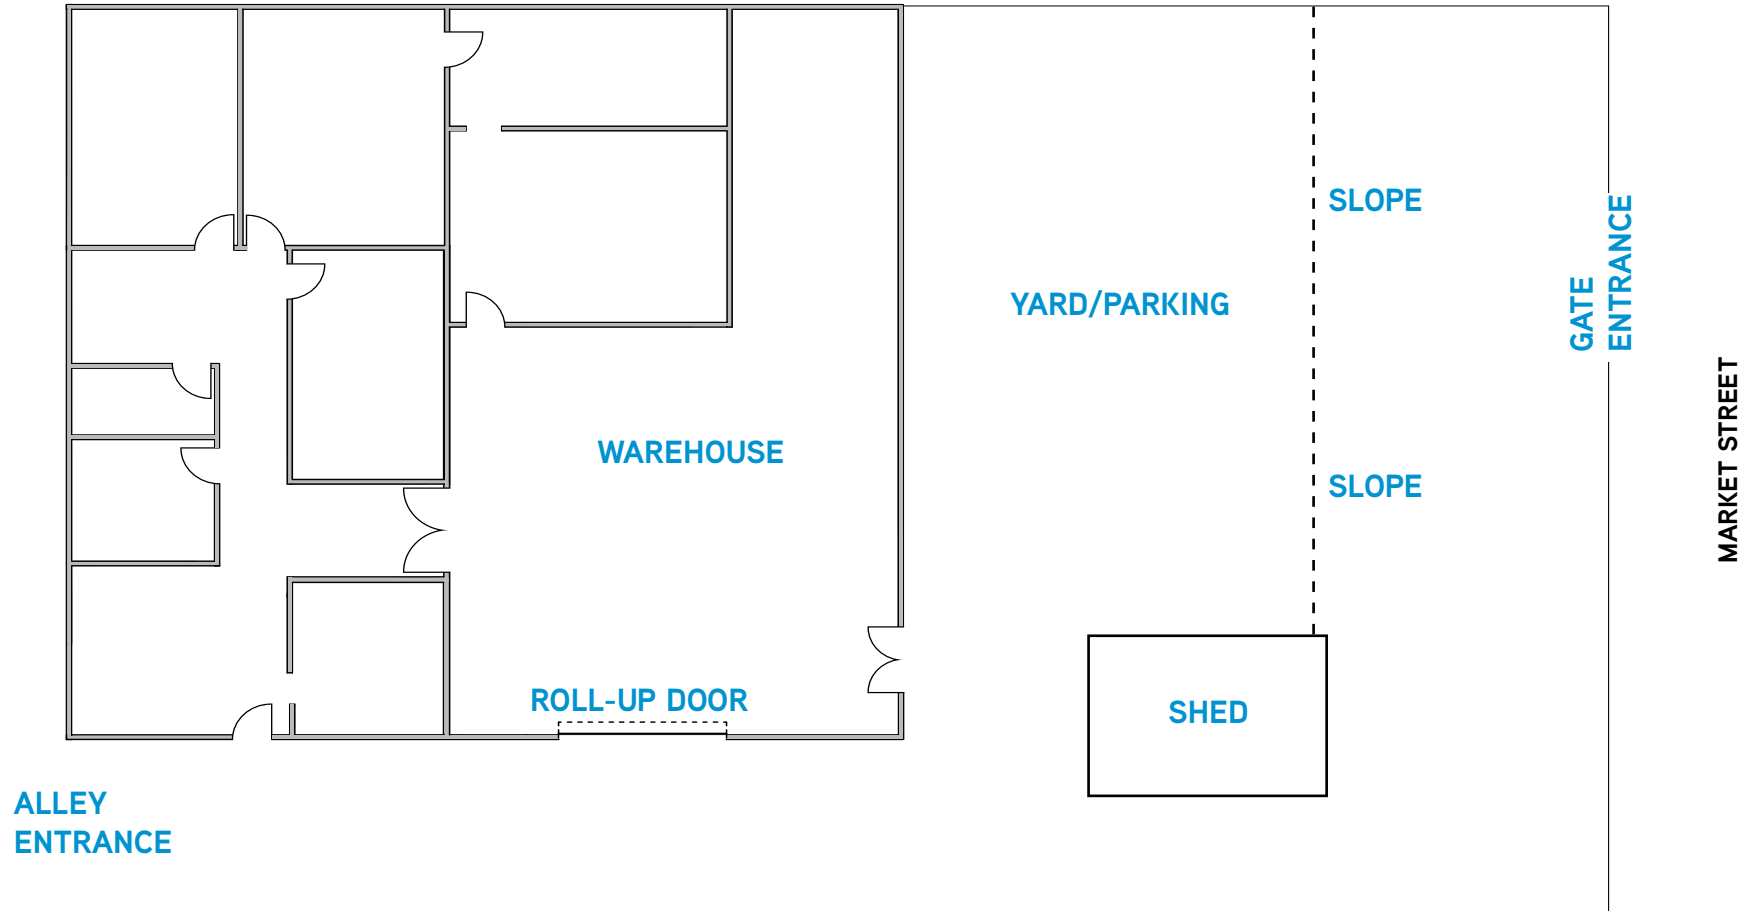 SLOPE
GATE
ENTRANCE
YARD/PARKING
MARKET STREET
WAREHOUSE
SLOPE
ROLL-UP DOOR
SHED
ALLEY
ENTRANCE